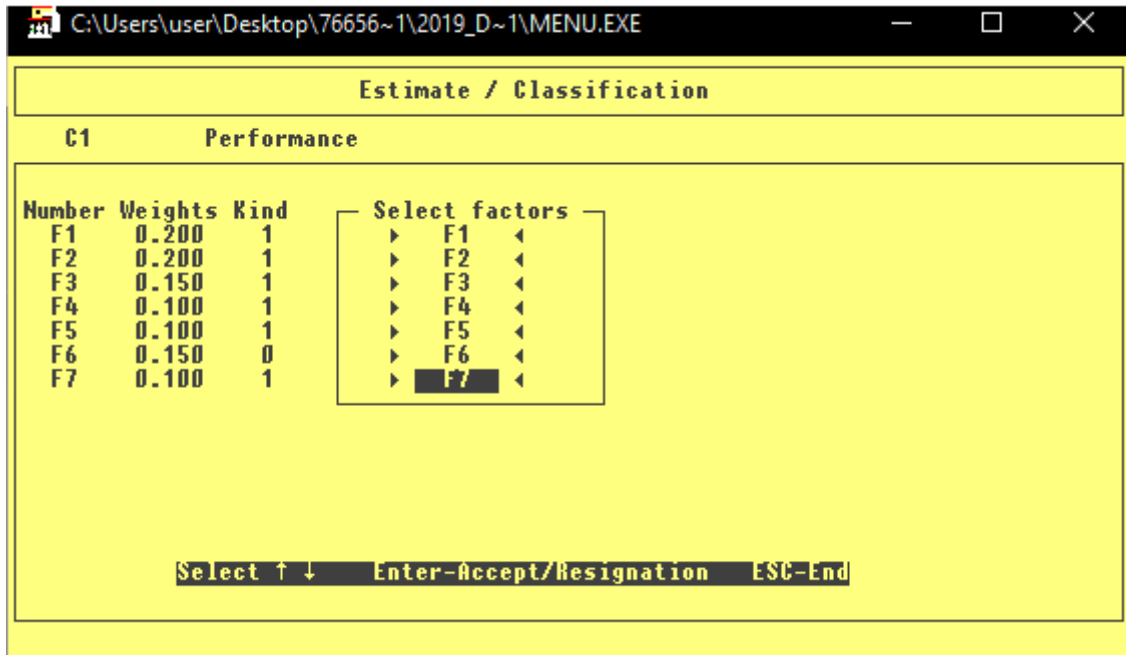 C:\Users\user\Desktop\76656~1\2019_D~1\MENU.EXE
Estimate / Classification
C1 Performance
Number Weights Kind Select factors
F1 0.200 1 F1
F2 0.200 1 F2
F3 0.150 1 F3
F4 0.100 1 F4
F5 0.100 1 F5
F6 0.150 0 F6
F7 0.100 1 F7
Select ↑ ↓ Enter-Accept/Resignation ESC-End